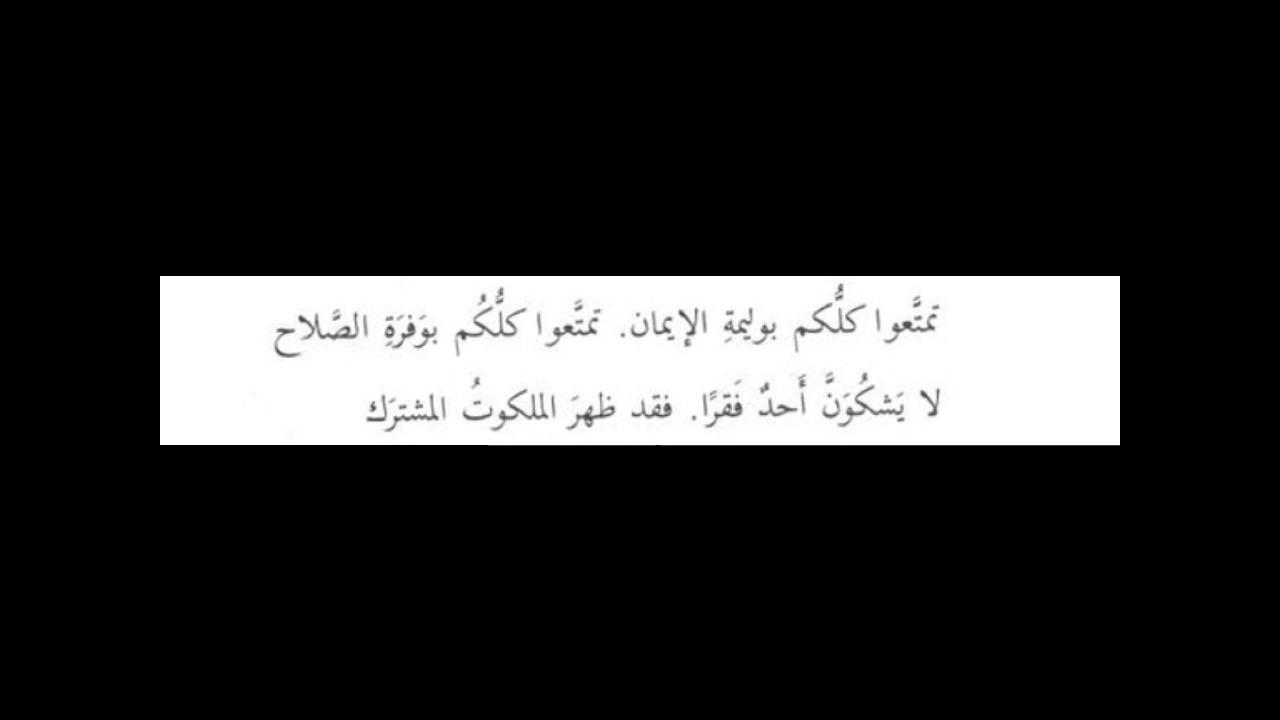 تمتَّعوا كلُّكم بوليمةِ الإيمان. تمتَّعوا كلُّكُم بوَفرَةِ الصَّلاح
لا يَشكُوَنَّ أَحدٌ فَقرًا. فقد ظهرَ الملكوتُ المشترَك